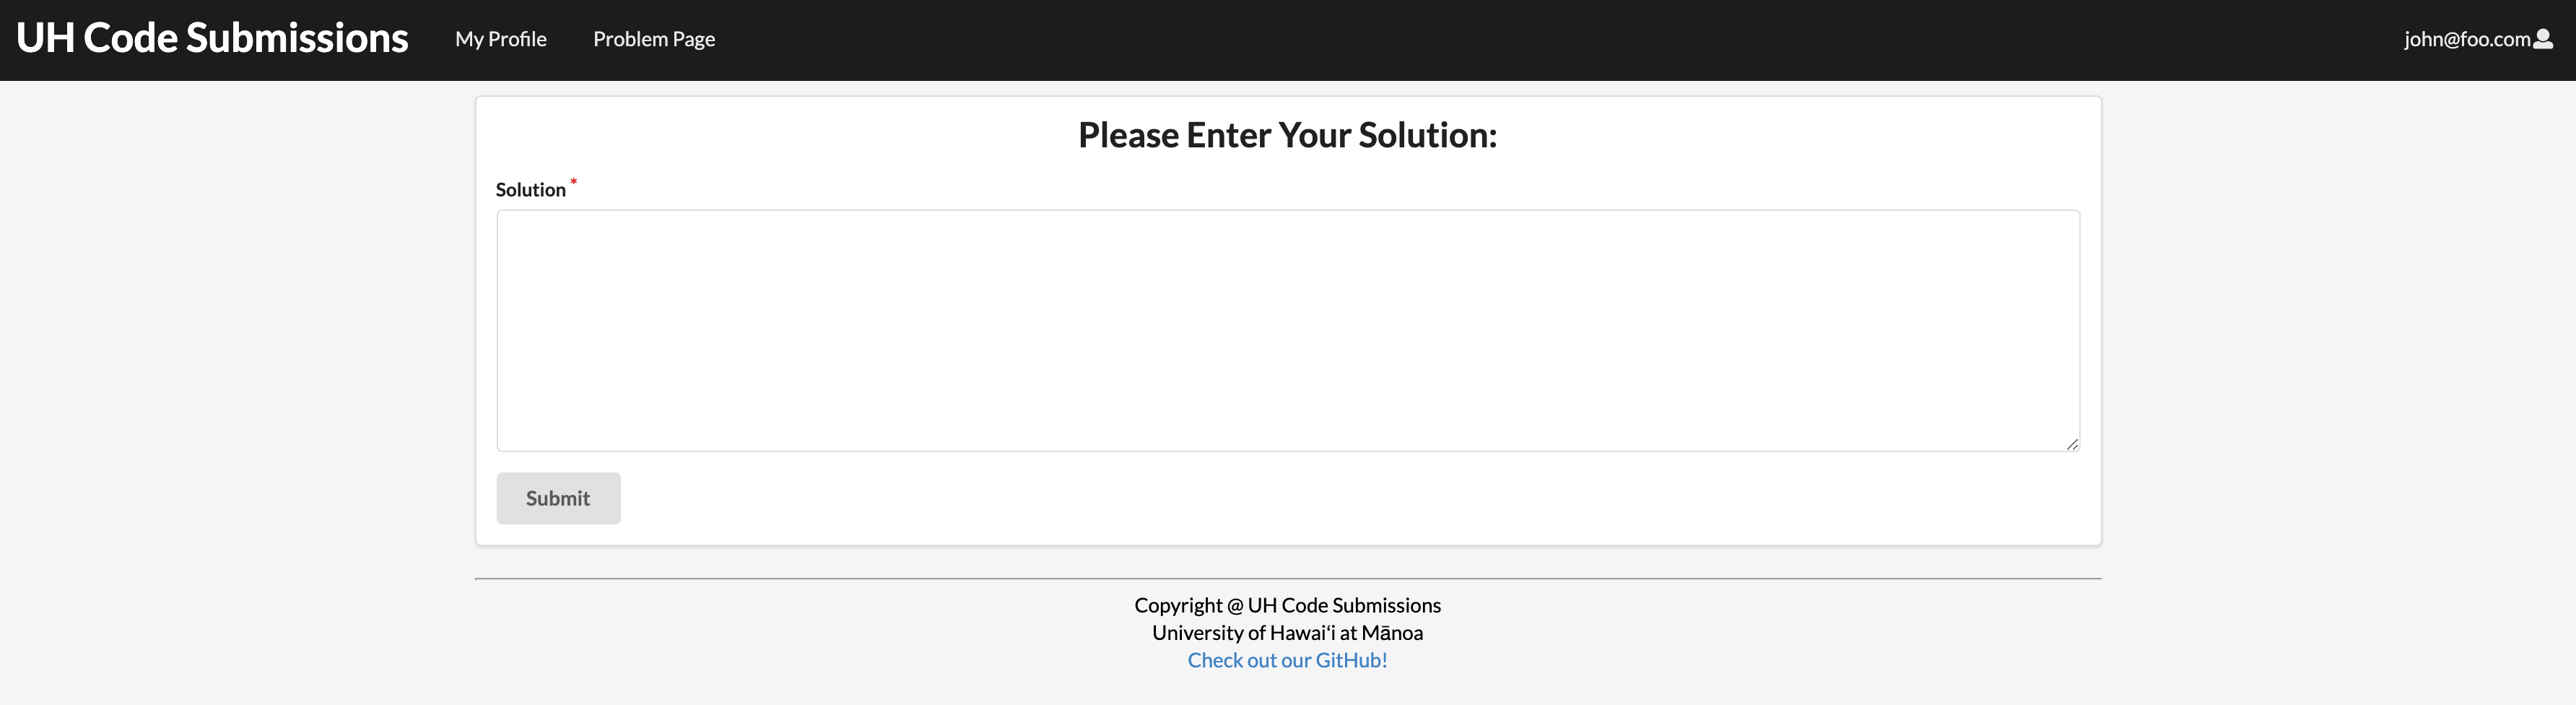 UH Code Submissions My Profile Problem Page john@foo.com
Please Enter Your Solution:
Solution *
Submit
Copyright @ UH Code Submissions
University of Hawaiʻi at Mānoa
Check out our GitHub!